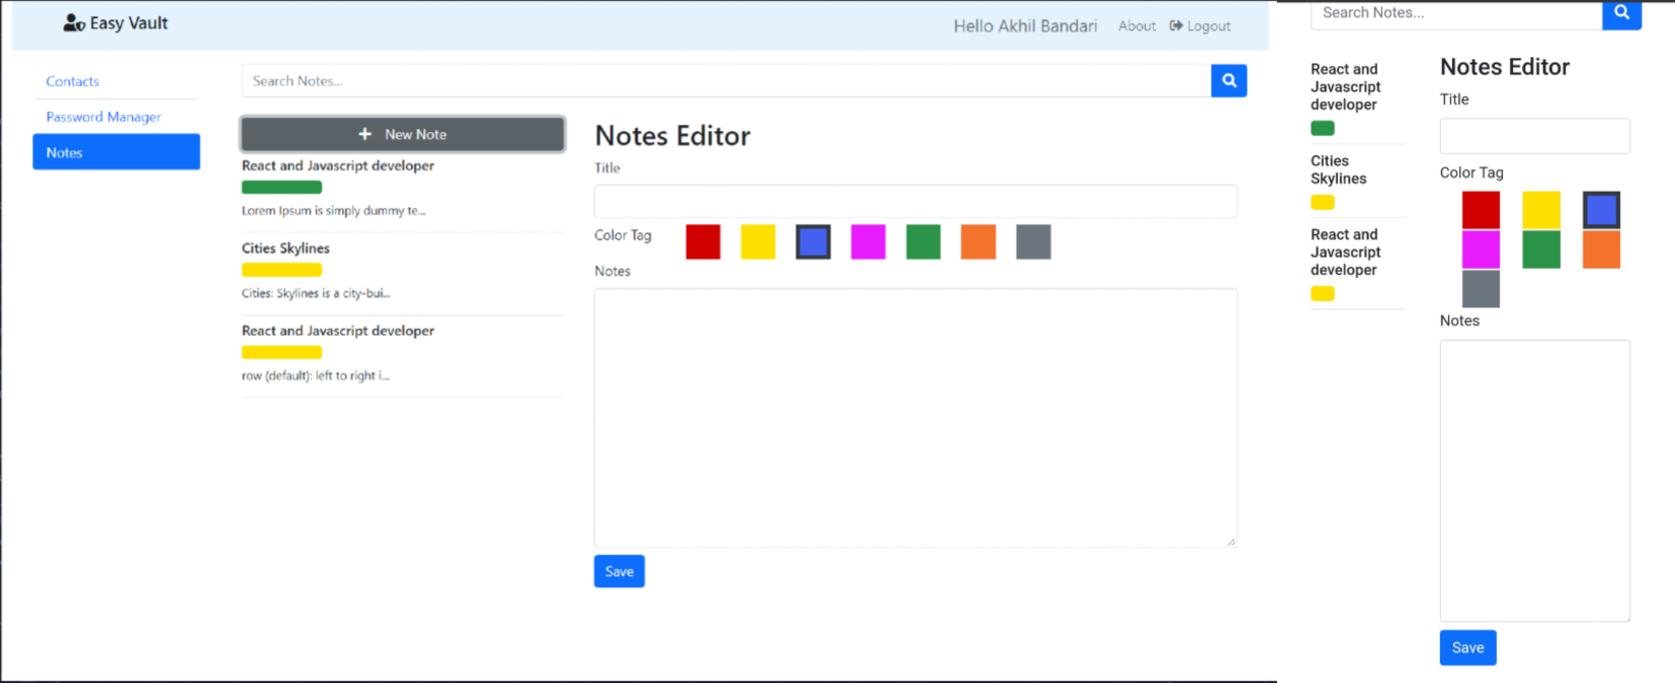 Easy Vault
Hello Akhil Bandari
About
Logout
Contacts
Password Manager
Notes
Search Notes...
New Note
React and Javascript developer
Lorem Ipsum is simply dummy te...
Cities Skylines
Cities: Skylines is a city-bui...
React and Javascript developer
row (default): left to right i...
Notes Editor
Title
Color Tag
Notes
Save
Search Notes...
React and
Javascript
developer
Cities
Skylines
React and
Javascript
developer
Notes Editor
Title
Color Tag
Notes
Save